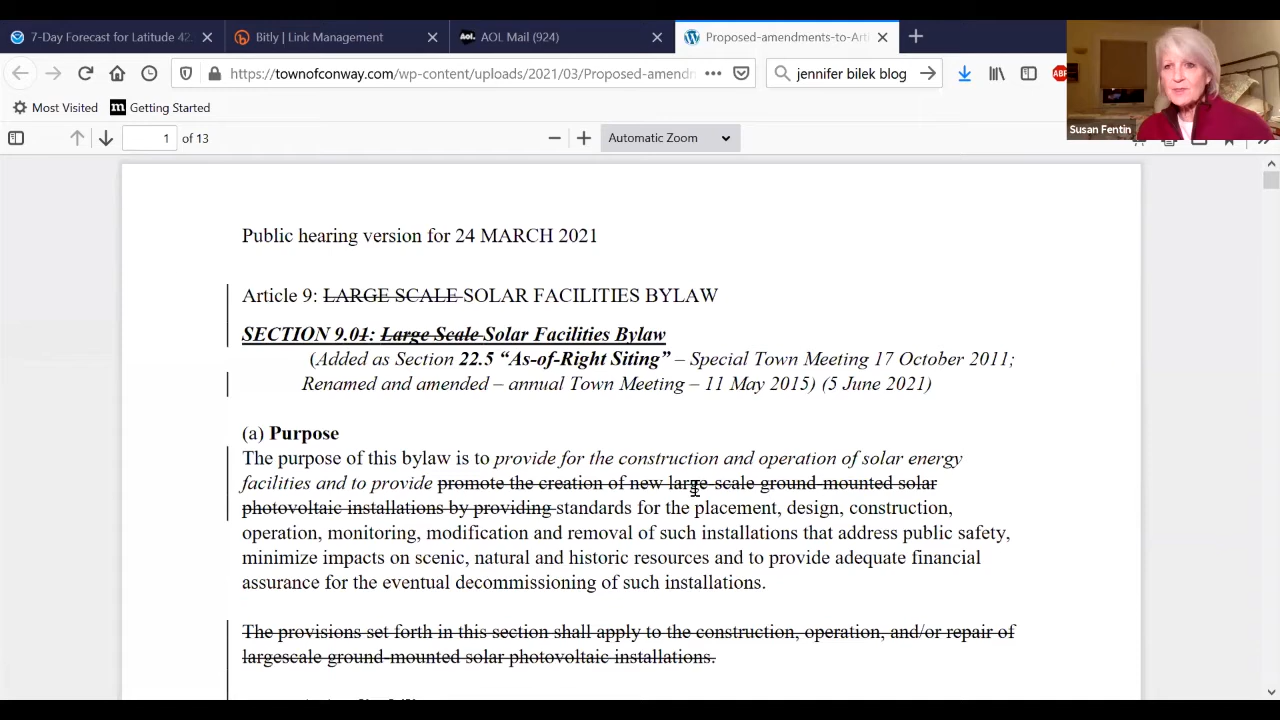 7-Day Forecast for Latitude 42.
Bitly | Link Management
AOL Mail (924)
Proposed-amendments-to-Arti
https://townofconway.com/wp-content/uploads/2021/03/Proposed-amendm
jennifer bilek blog
ABP
Most Visited
m Getting Started
Susan Fentin
1 of 13
Automatic Zoom
Public hearing version for 24 MARCH 2021
Article 9: LARGE SCALE SOLAR FACILITIES BYLAW
SECTION 9.01: Large Scale Solar Facilities Bylaw
(Added as Section 22.5 “As-of-Right Siting” – Special Town Meeting 17 October 2011;
Renamed and amended – annual Town Meeting – 11 May 2015) (5 June 2021)
(a) Purpose
The purpose of this bylaw is to provide for the construction and operation of solar energy
facilities and to provide promote the creation of new large-scale ground-mounted solar
photovoltaic installations by providing standards for the placement, design, construction,
operation, monitoring, modification and removal of such installations that address public safety,
minimize impacts on scenic, natural and historic resources and to provide adequate financial
assurance for the eventual decommissioning of such installations.
The provisions set forth in this section shall apply to the construction, operation, and/or repair of
largescale ground-mounted solar photovoltaic installations.